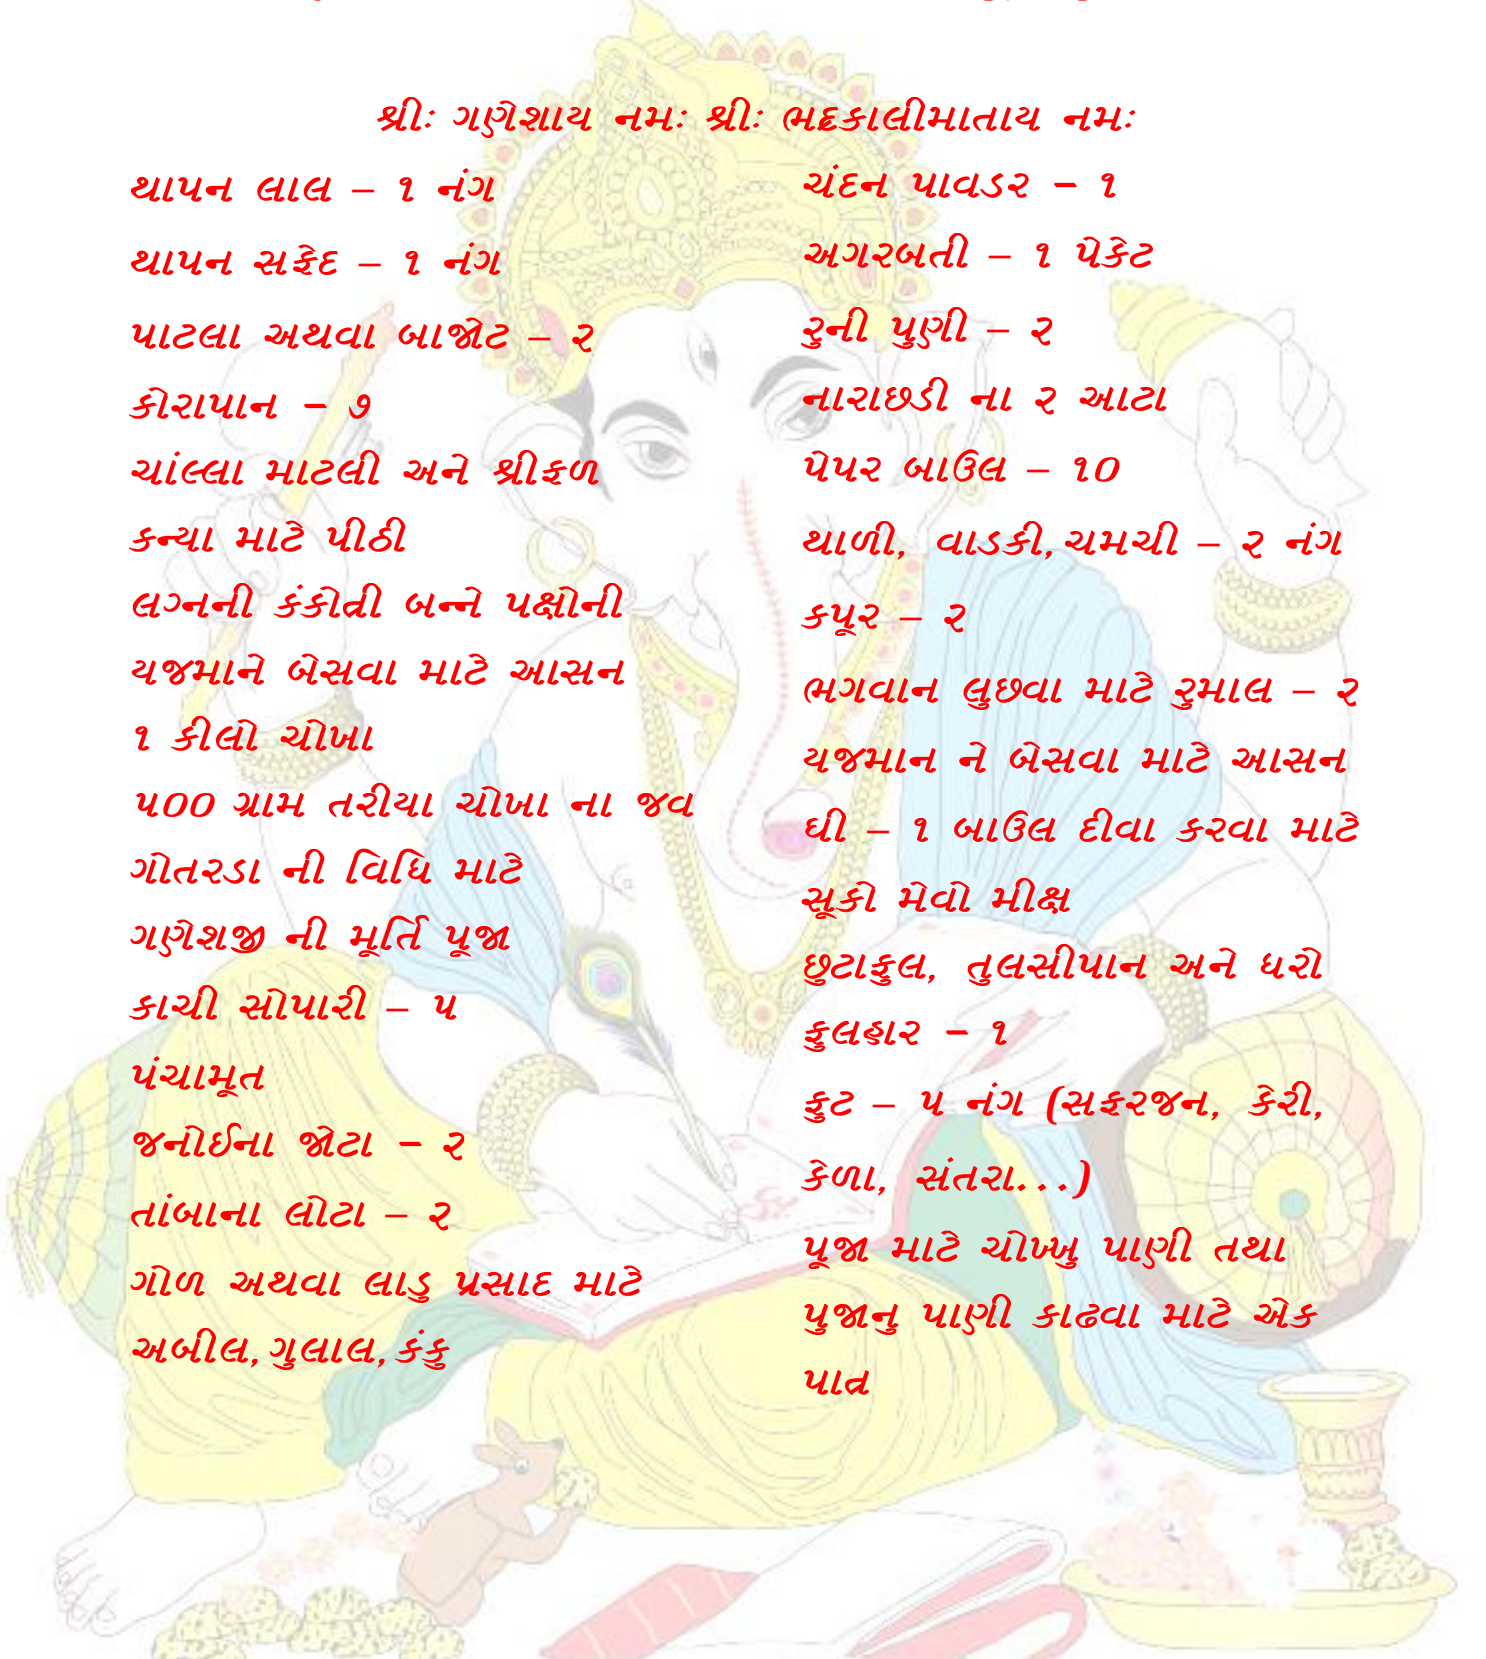 શ્રીઃ ગણેશાય નમઃ શ્રીઃ ભદ્રકાલીમાતાય નમઃ
થાપન લાલ – ૧ નંગ
થાપન સફેદ – ૧ નંગ
પાટલા અથવા બાજોટ – ૨
કોરાપાન – ૭
ચાંલ્લા માટલી અને શ્રીફળ
કન્યા માટે પીઠી
લગ્નની કંકોત્રી બન્ને પક્ષોની
યજમાને બેસવા માટે આસન
૧ કીલો ચોખા
૫૦૦ ગ્રામ તરીયા ચોખા ના જવ
ગોતરડા ની વિધિ માટે
ગણેશજી ની મૂર્તિ પૂજા
કાચી સોપારી – ૫
પંચામૂત
જનોઈના જોટા – ૨
તાંબાના લોટા – ૨
ગોળ અથવા લાડુ પ્રસાદ માટે
અબીલ, ગુલાલ, કંકુ
ચંદન પાવડર – ૧
અગરબતી – ૧ પેકેટ
રુની પુણી – ૨
નારાછડી ના ૨ આટા
પેપર બાઉલ – ૧૦
થાળી, વાડકી, ચમચી – ૨ નંગ
કપૂર – ૨
ભગવાન લુછવા માટે રુમાલ – ૨
યજમાન ને બેસવા માટે આસન
ઘી – ૧ બાઉલ દીવા કરવા માટે
સૂકો મેવો મીક્ષ
છુટાફુલ, તુલસીપાન અને ધરો
ફુલહાર – ૧
ફુટ – ૫ નંગ (સફરજન, કેરી,
કેળા, સંતરા...)
પૂજા માટે ચોખ્ખુ પાણી તથા
પુજાનુ પાણી કાઢવા માટે એક
પાત્ર